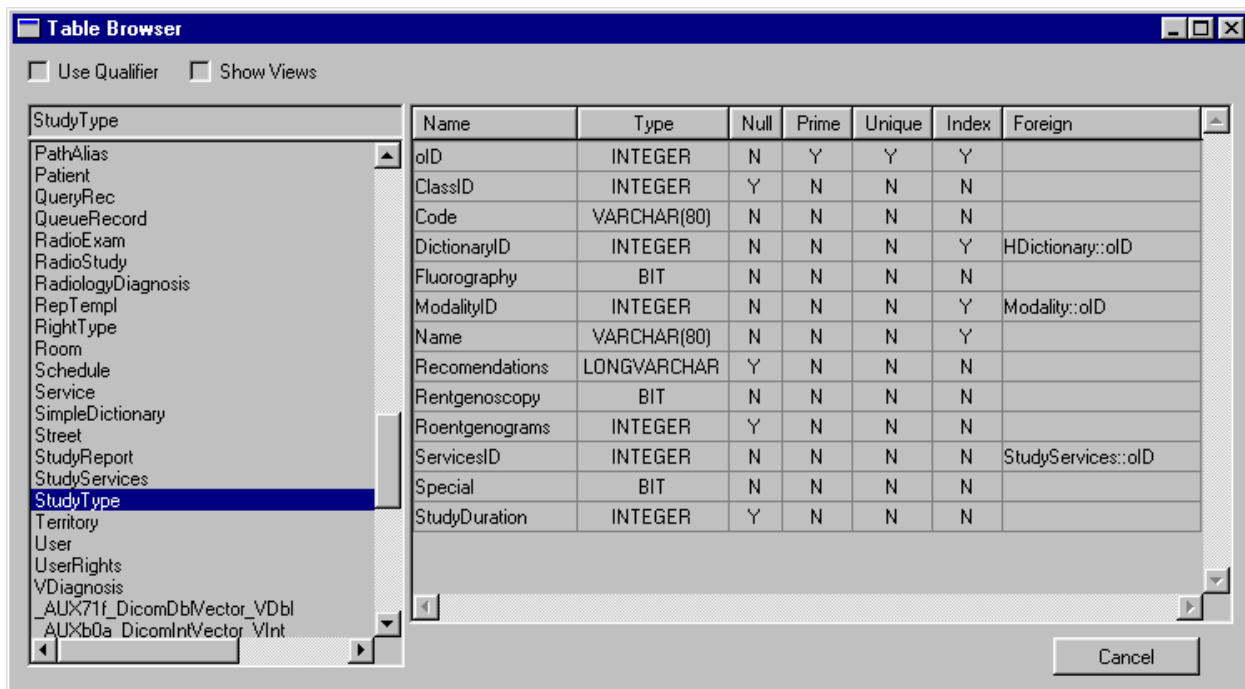 Table Browser
Use Qualifier Show Views
StudyType
PathAlias
Patient
QueryRec
QueueRecord
RadioExam
RadioStudy
RadiologyDiagnosis
RepTempl
RightType
Room
Schedule
Service
SimpleDictionary
Street
StudyReport
StudyServices
StudyType
Territory
User
UserRights
VDiagnosis
_AUX71f_DicomDblVector_VDbl
_AUXb0a_DicomIntVector_VInt
Name Type Null Prime Unique Index Foreign
oID INTEGER N Y Y Y
ClassID INTEGER Y N N N
Code VARCHAR(80) N N N N
DictionaryID INTEGER N N N Y HDictionary::oID
Fluorography BIT N N N N
ModalityID INTEGER N N N Y Modality::oID
Name VARCHAR(80) N N N Y
Recomendations LONGVARCHAR Y N N N
Rentgenoscopy BIT N N N N
Roentgenograms INTEGER Y N N N
ServicesID INTEGER N N N N StudyServices::oID
Special BIT N N N N
StudyDuration INTEGER Y N N N
Cancel